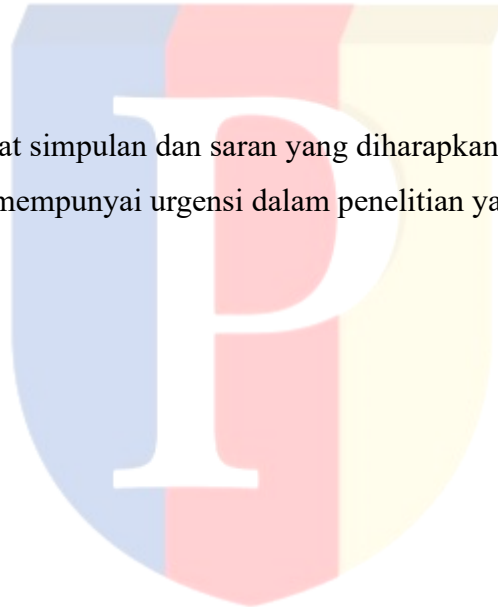 at simpulan dan saran yang diharapkan
mempunyai urgensi dalam penelitian ya
P